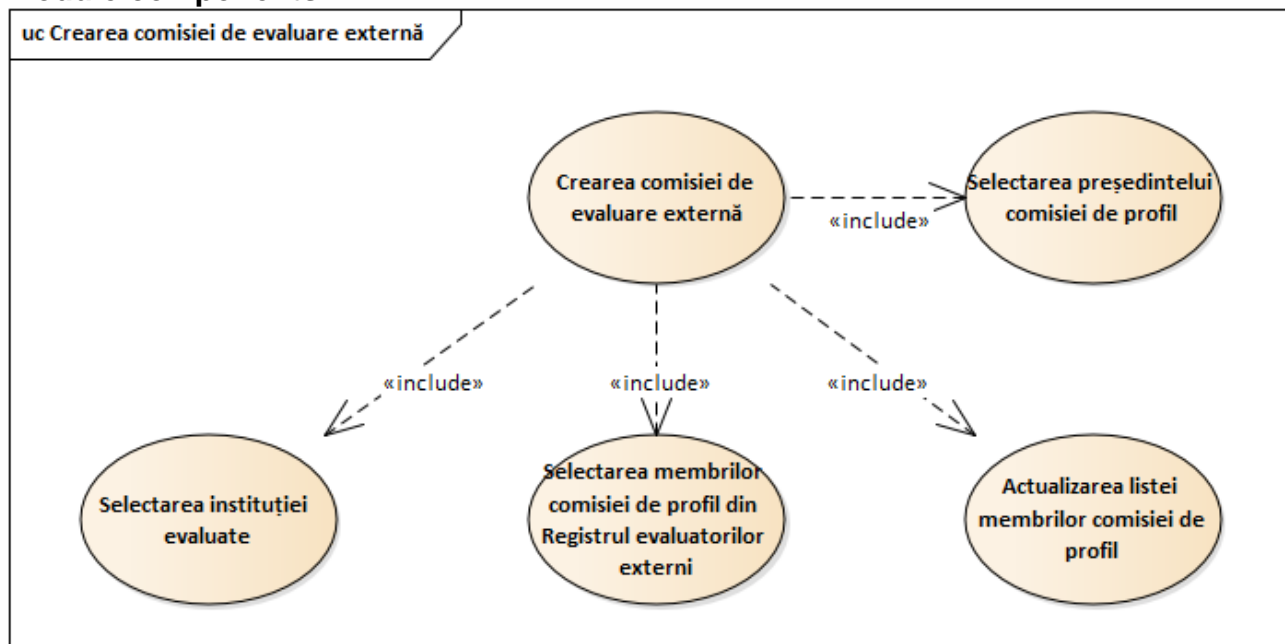 uc Crearea comisiei de evaluare externă
Crearea comisiei de
evaluare externă
Selectarea președintelui
comisiei de profil
«include»
«include»
«include»
«include»
Selectarea instituției
evaluate
Selectarea membrilor
comisiei de profil din
Registrul evaluatorilor
externi
Actualizarea listei
membrilor comisiei de
profil